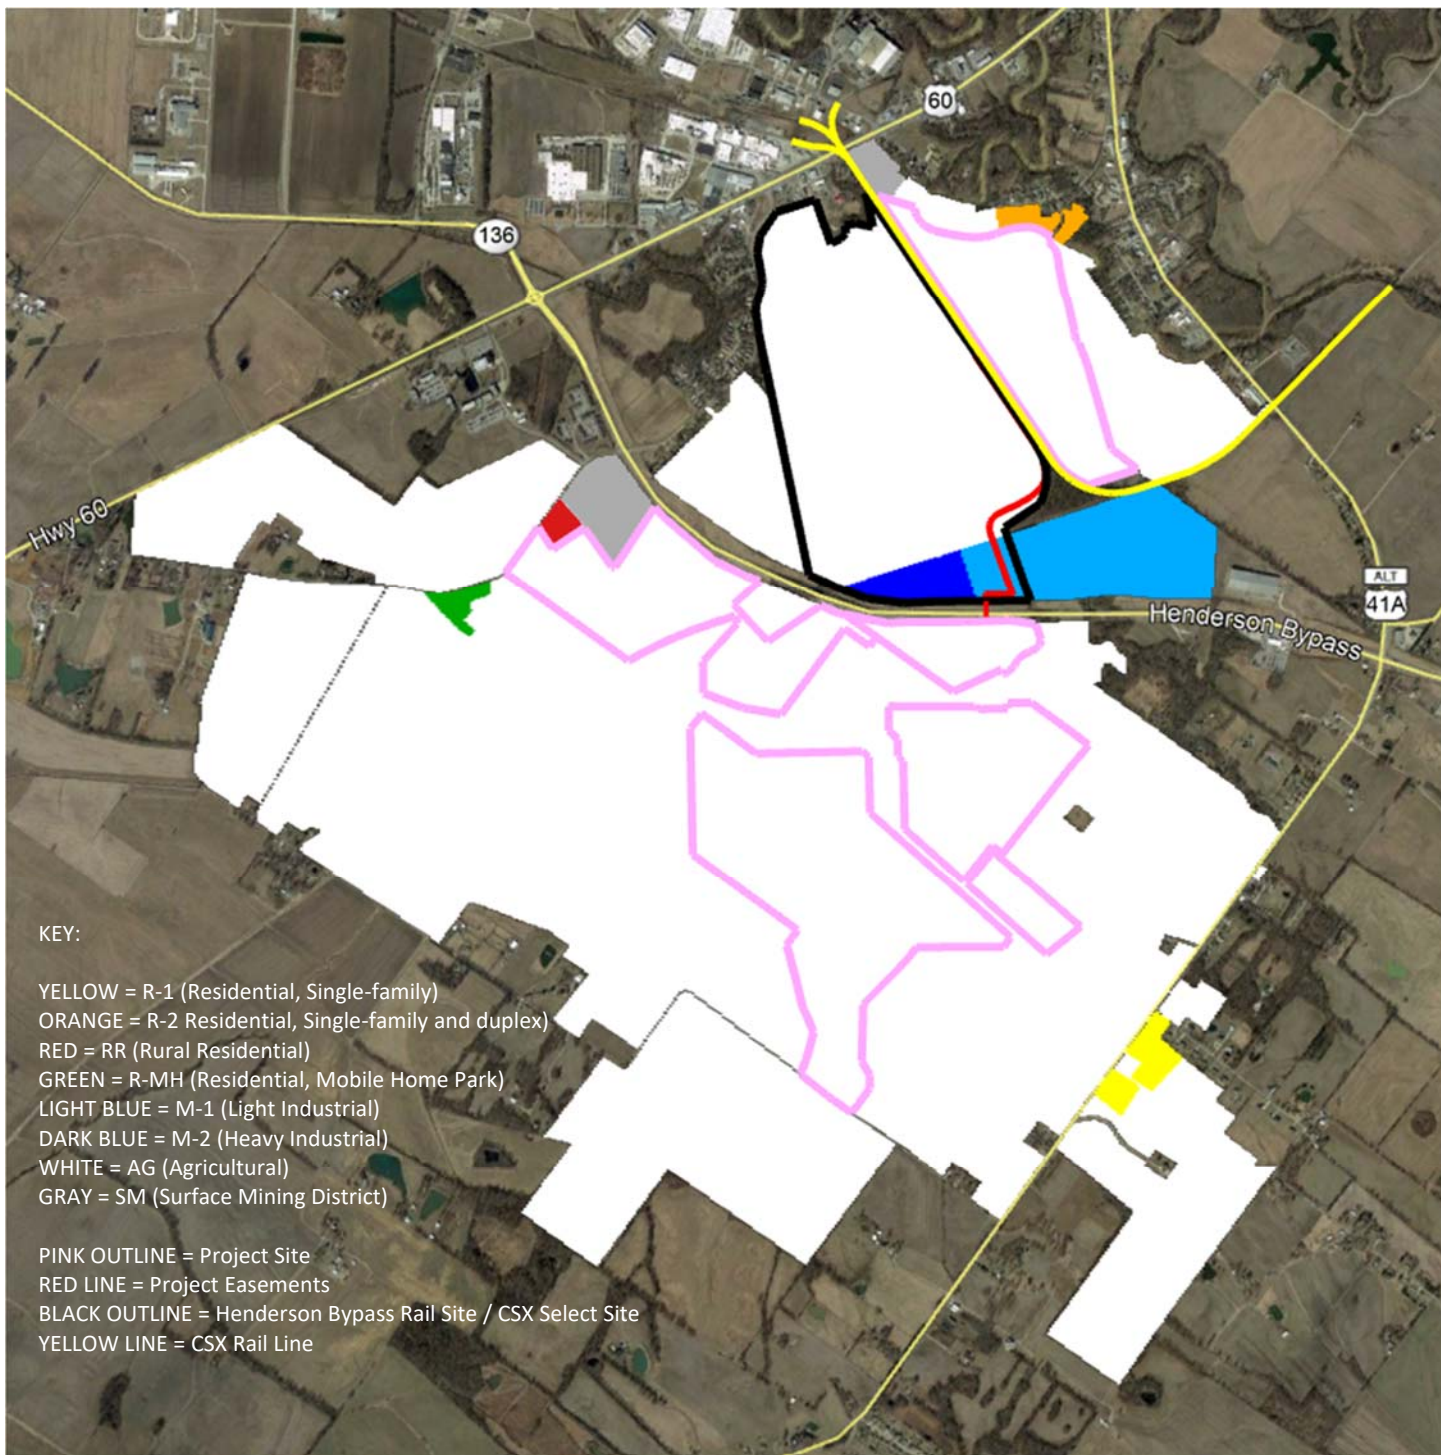 60
136
Hwy 60
ALT
41A
Henderson Bypass
KEY:
YELLOW = R-1 (Residential, Single-family)
ORANGE = R-2 Residential, Single-family and duplex)
RED = RR (Rural Residential)
GREEN = R-MH (Residential, Mobile Home Park)
LIGHT BLUE = M-1 (Light Industrial)
DARK BLUE = M-2 (Heavy Industrial)
WHITE = AG (Agricultural)
GRAY = SM (Surface Mining District)
PINK OUTLINE = Project Site
RED LINE = Project Easements
BLACK OUTLINE = Henderson Bypass Rail Site / CSX Select Site
YELLOW LINE = CSX Rail Line